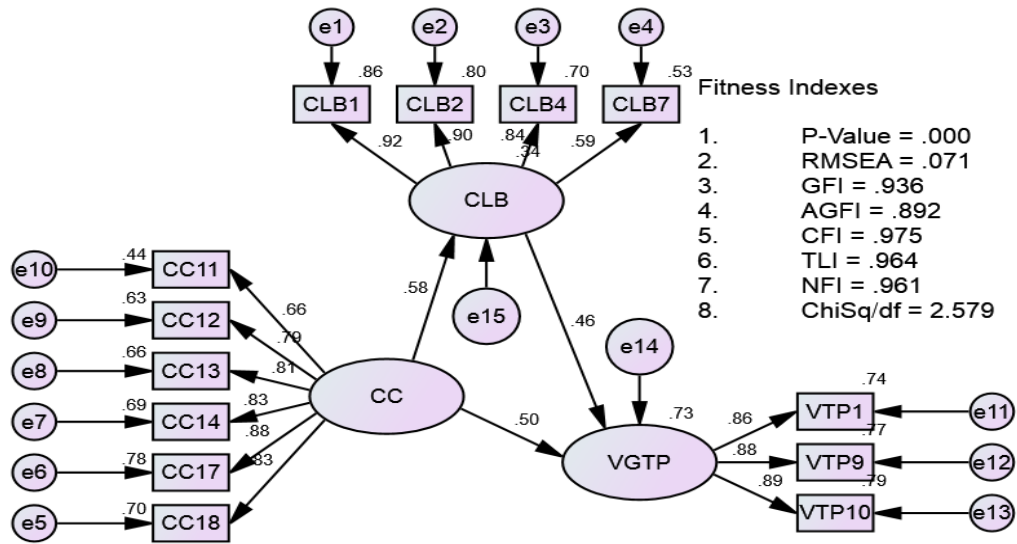 e1 e2 e3 e4
.86 .80 .70 .53
CLB1 CLB2 CLB4 CLB7
.92 .90 .84 .34 .59
CLB
Fitness Indexes
1. P-Value = .000
2. RMSEA = .071
3. GFI = .936
4. AGFI = .892
5. CFI = .975
6. TLI = .964
7. NFI = .961
8. ChiSq/df = 2.579
e10 .44 CC11
e9 .63 CC12
e8 .66 CC13
e7 .69 CC14
e6 .78 CC17
e5 .70 CC18
.66
.79
.81
.83
.88
.83
CC
.58
e15
.46
e14
.50
.73
VGTP
.86
.88
.89
.74
VTP1 e11
.77
VTP9 e12
.79
VTP10 e13